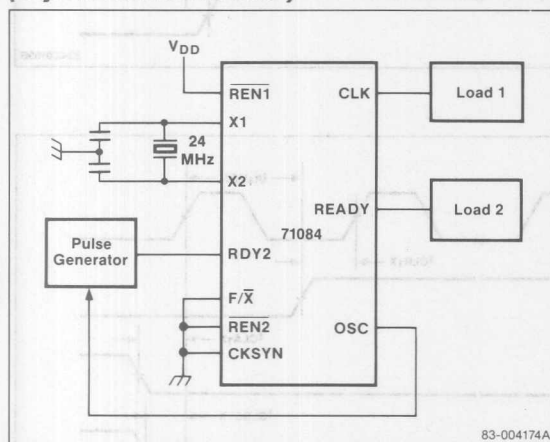 VDD
REN1
CLK
Load 1
X1
24
MHz
X2
READY
Load 2
71084
Pulse
Generator
RDY2
F/X
REN2
OSC
CKSYN
83-004174A